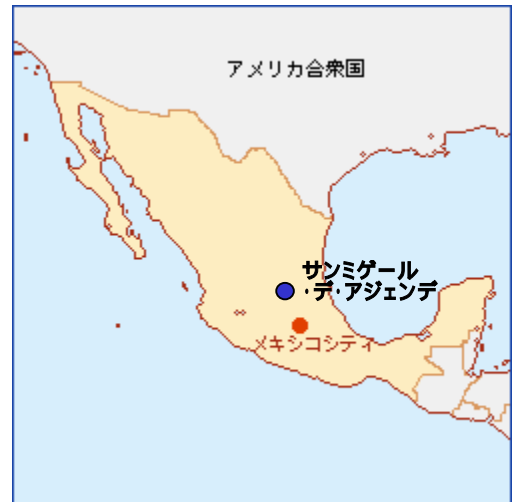 アメリカ合衆国
サンミゲール
・デ・アジェンデ
メキシコシティ